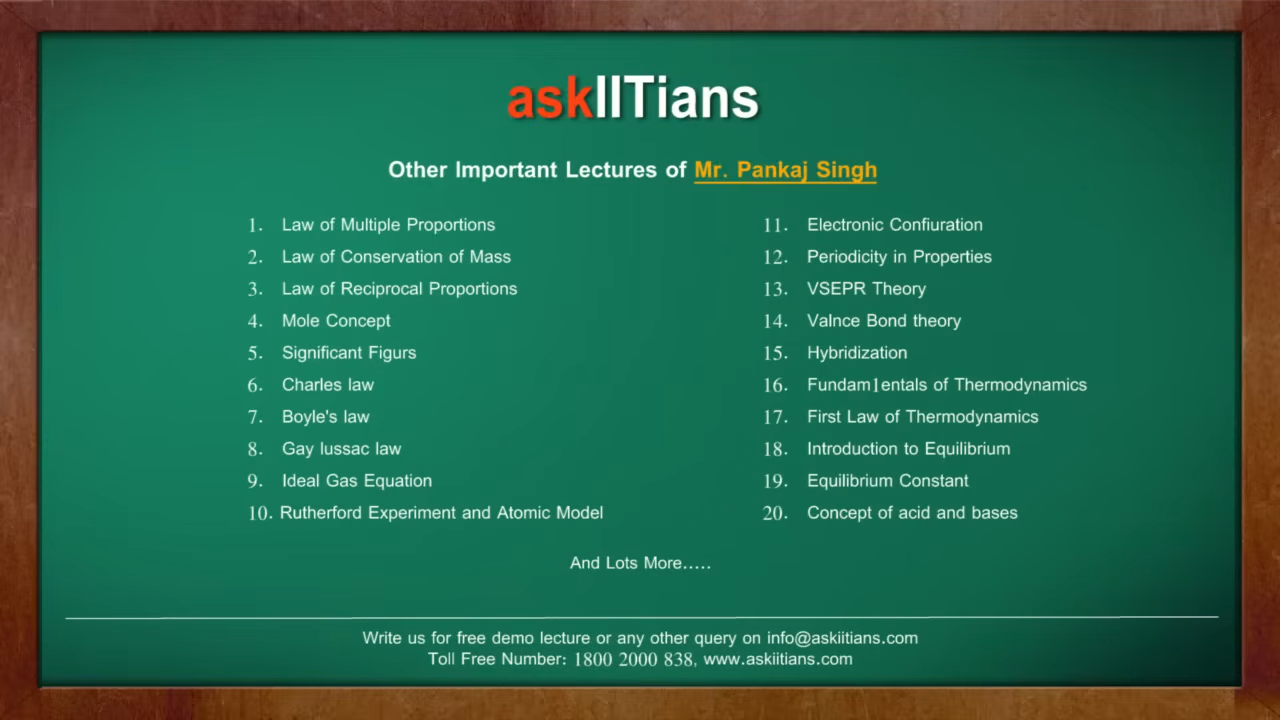 askIITians
Other Important Lectures of Mr. Pankaj Singh
1. Law of Multiple Proportions
2. Law of Conservation of Mass
3. Law of Reciprocal Proportions
4. Mole Concept
5. Significant Figurs
6. Charles law
7. Boyle's law
8. Gay lussac law
9. Ideal Gas Equation
10. Rutherford Experiment and Atomic Model
11. Electronic Confiuration
12. Periodicity in Properties
13. VSEPR Theory
14. Valnce Bond theory
15. Hybridization
16. Fundam1entals of Thermodynamics
17. First Law of Thermodynamics
18. Introduction to Equilibrium
19. Equilibrium Constant
20. Concept of acid and bases
And Lots More.....
Write us for free demo lecture or any other query on info@askiitians.com
Toll Free Number: 1800 2000 838, www.askiitians.com